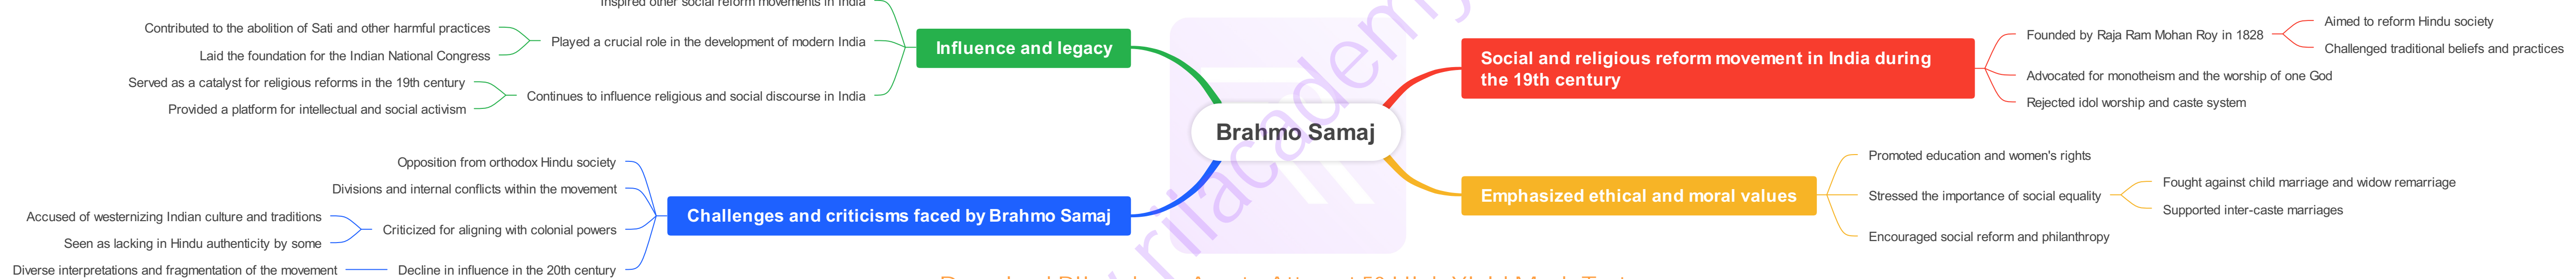 Inspired other social reform movements in India
Contributed to the abolition of Sati and other harmful practices
Played a crucial role in the development of modern India
Laid the foundation for the Indian National Congress
Influence and legacy
Served as a catalyst for religious reforms in the 19th century
Continues to influence religious and social discourse in India
Provided a platform for intellectual and social activism
Brahmo Samaj
Social and religious reform movement in India during
the 19th century
Founded by Raja Ram Mohan Roy in 1828
Aimed to reform Hindu society
Challenged traditional beliefs and practices
Advocated for monotheism and the worship of one God
Rejected idol worship and caste system
Opposition from orthodox Hindu society
Divisions and internal conflicts within the movement
Challenges and criticisms faced by Brahmo Samaj
Accused of westernizing Indian culture and traditions
Criticized for aligning with colonial powers
Seen as lacking in Hindu authenticity by some
Diverse interpretations and fragmentation of the movement
Decline in influence in the 20th century
Emphasized ethical and moral values
Promoted education and women's rights
Stressed the importance of social equality
Fought against child marriage and widow remarriage
Supported inter-caste marriages
Encouraged social reform and philanthropy
rijiacademy